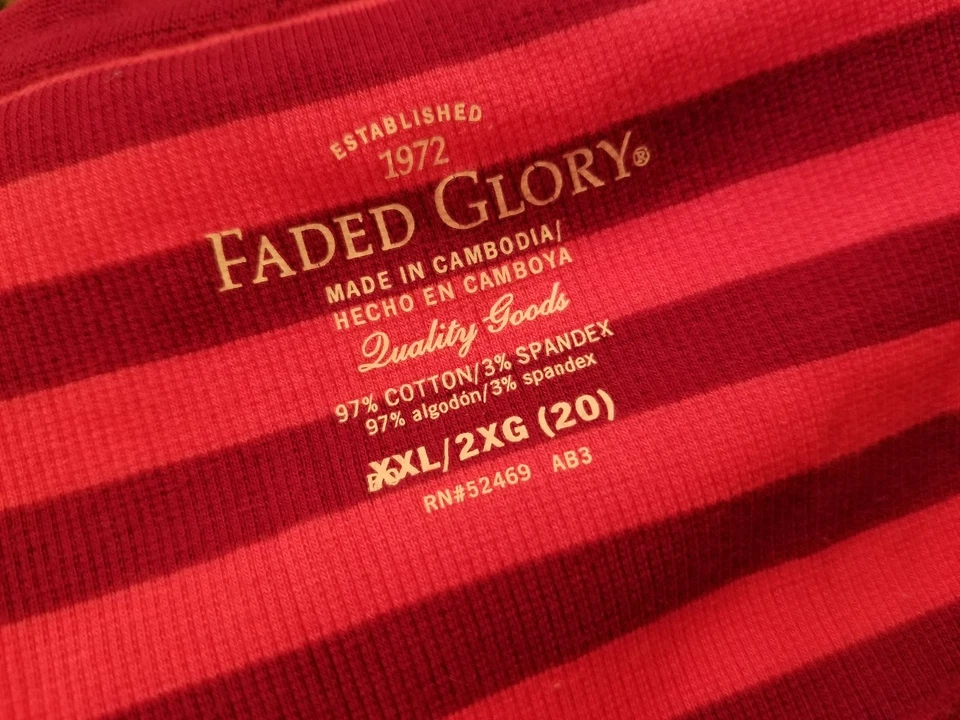 ESTABLISHED
1972
FADED GLORY®
MADE IN CAMBODIA/
HECHO EN CAMBOYA
Quality Goods
97% COTTON/3% SPANDEX
97% algodón/3% spandex
XXL/2XG (20)
RN#52469 AB3